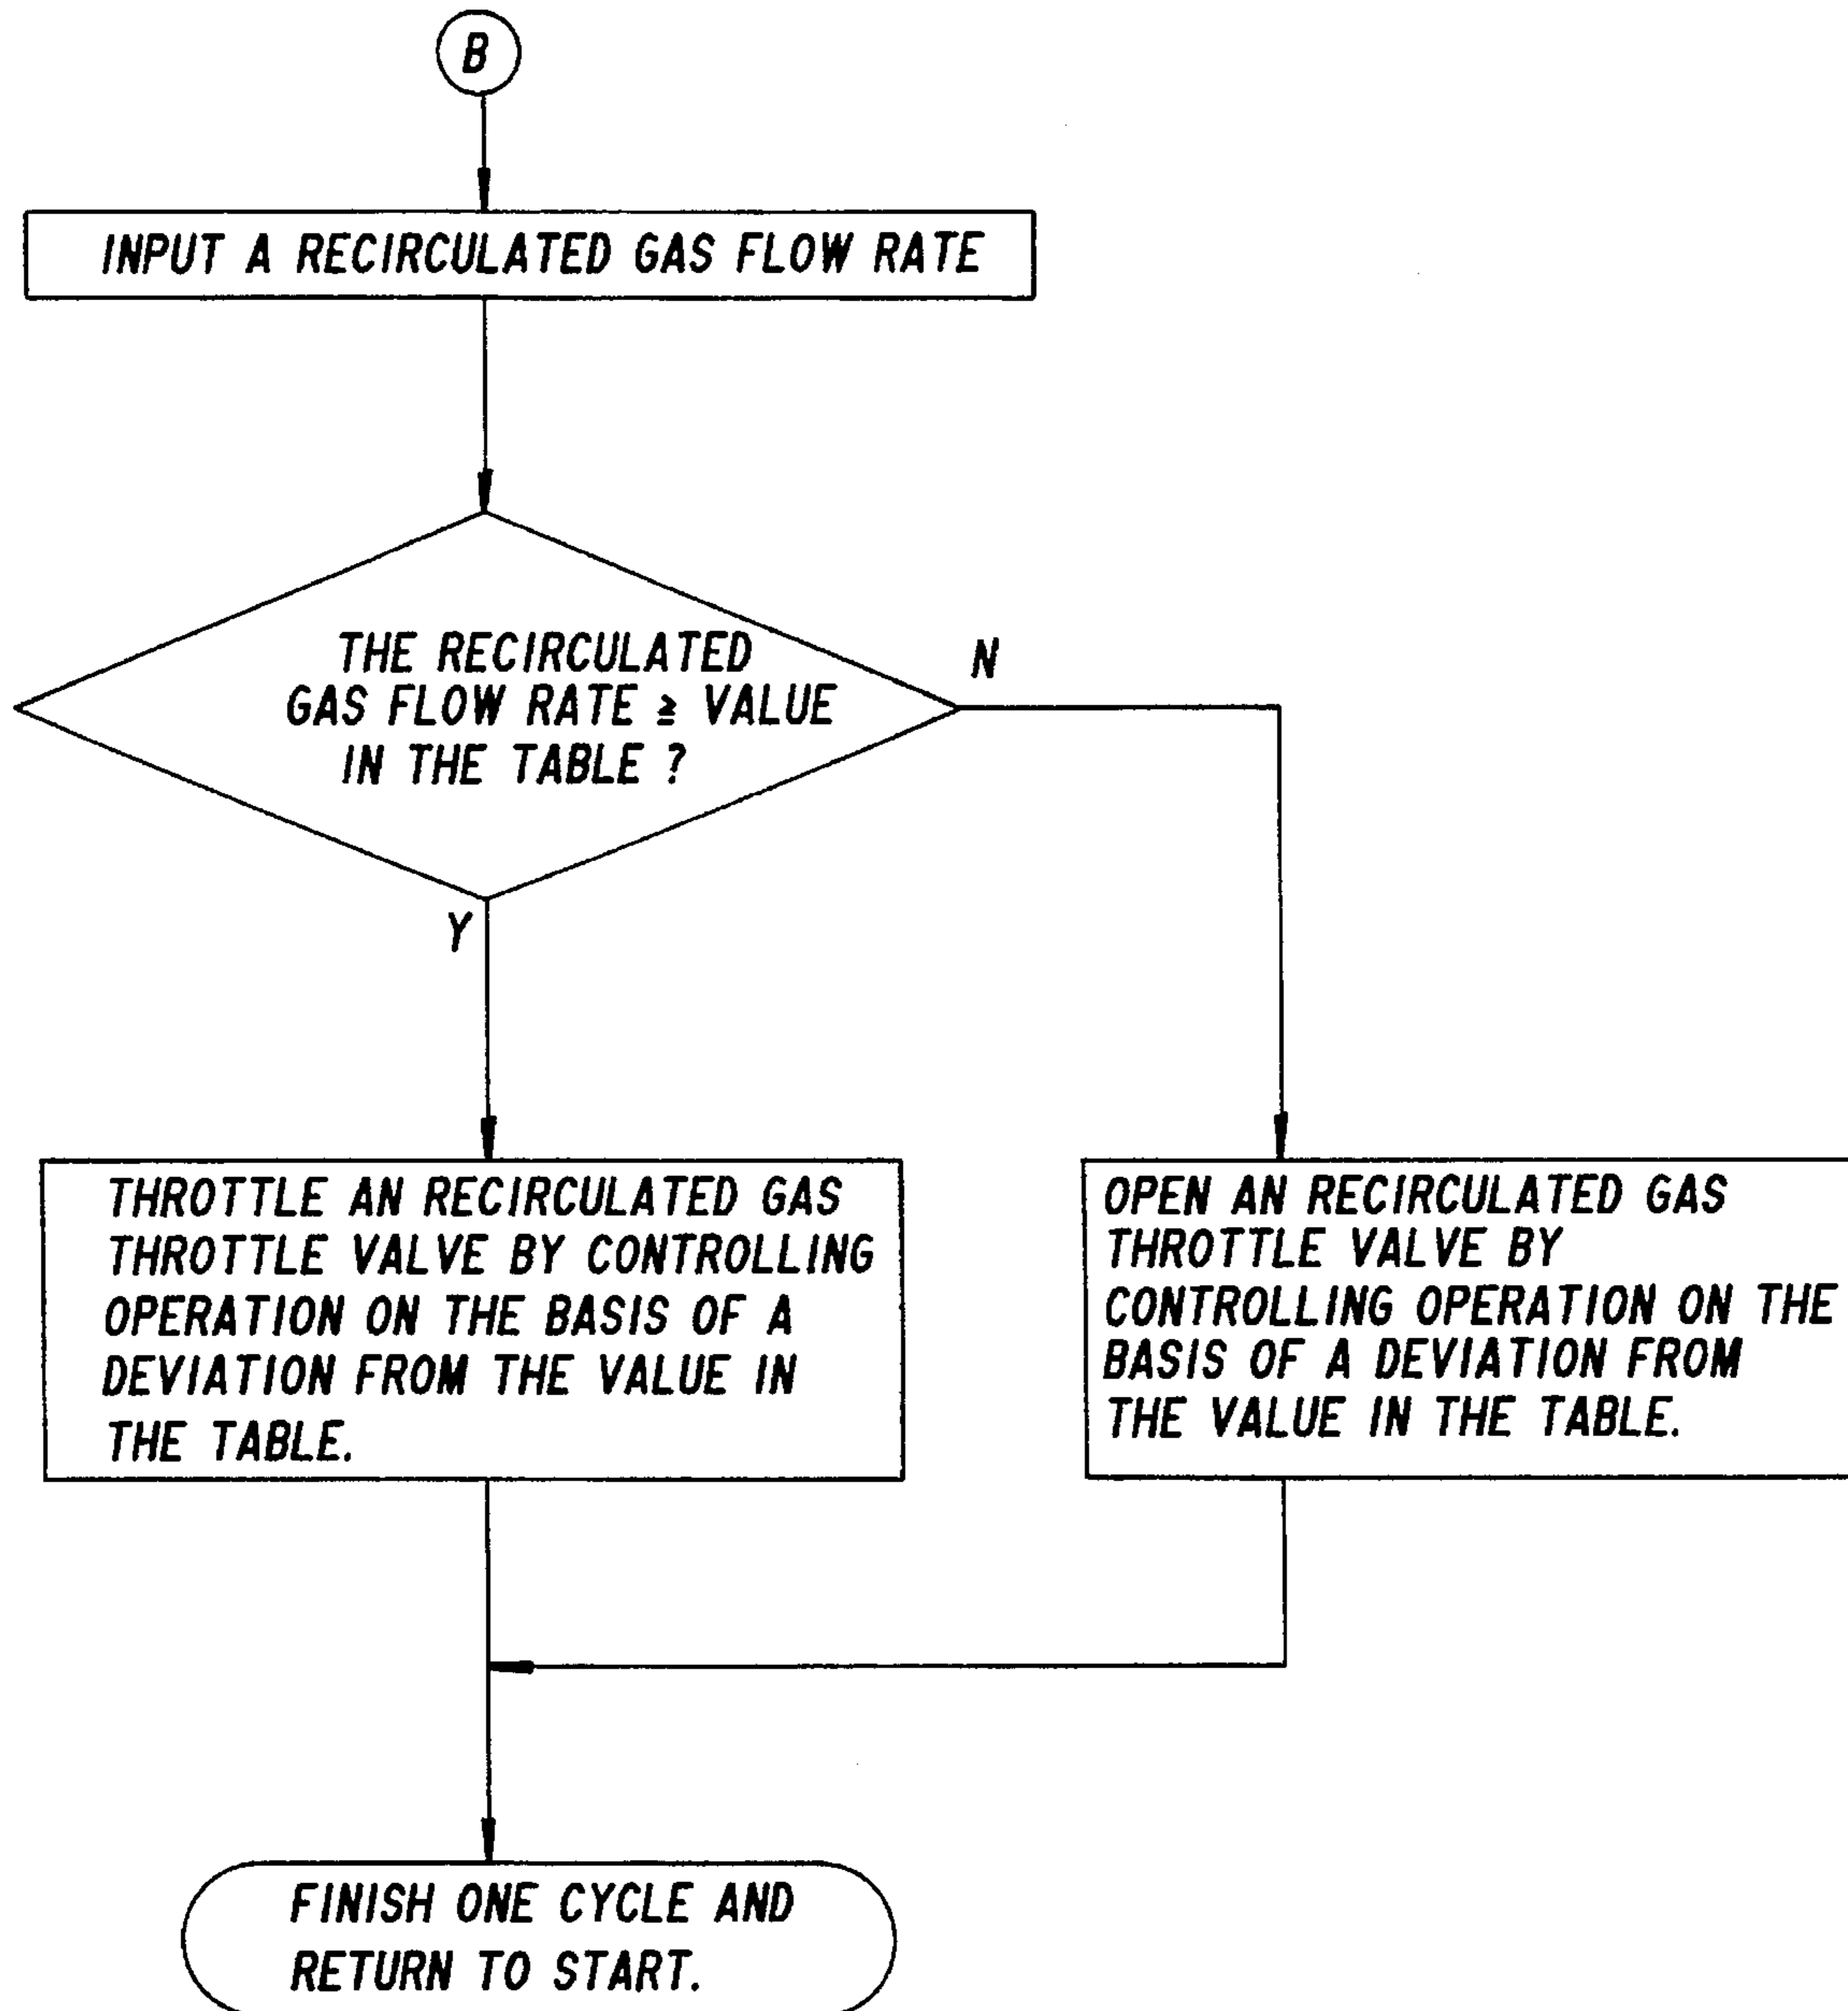 B
INPUT A RECIRCULATED GAS FLOW RATE
THE RECIRCULATED
GAS FLOW RATE ≧ VALUE
IN THE TABLE ?
N
Y
THROTTLE AN RECIRCULATED GAS
THROTTLE VALVE BY CONTROLLING
OPERATION ON THE BASIS OF A
DEVIATION FROM THE VALUE IN
THE TABLE.
OPEN AN RECIRCULATED GAS
THROTTLE VALVE BY
CONTROLLING OPERATION ON THE
BASIS OF A DEVIATION FROM
THE VALUE IN THE TABLE.
FINISH ONE CYCLE AND
RETURN TO START.